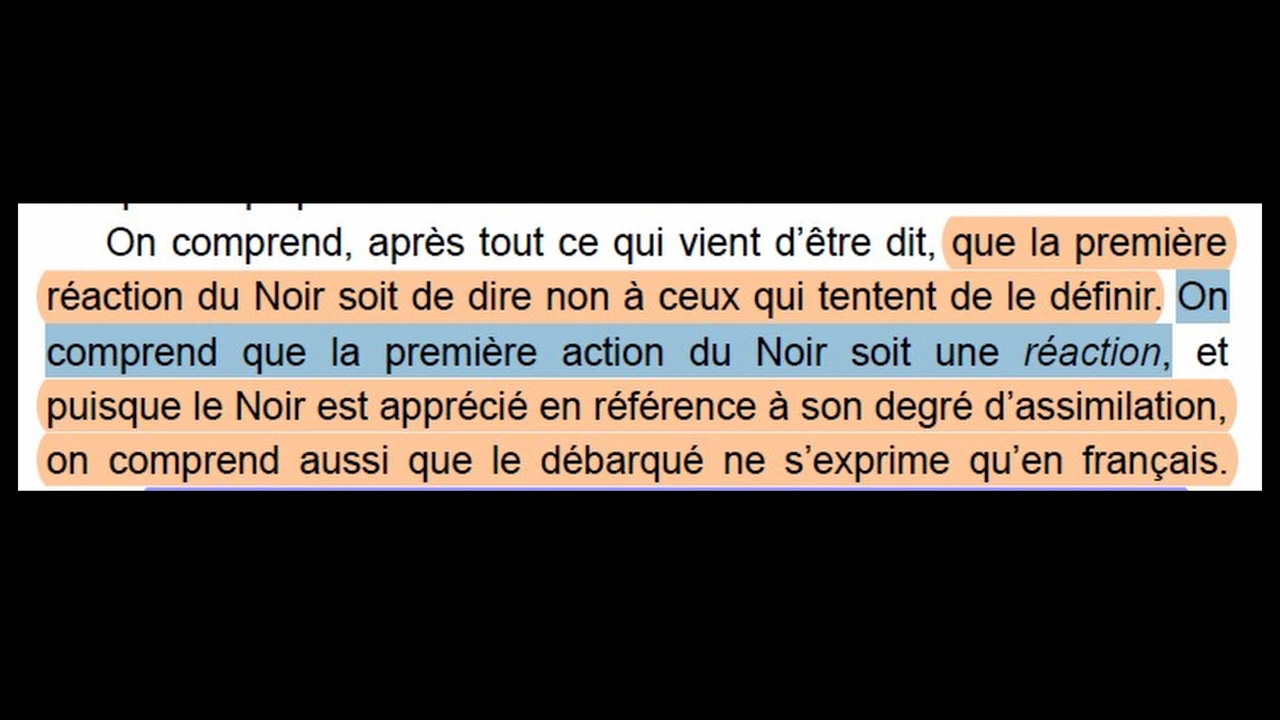 On comprend, après tout ce qui vient d’être dit, que la première
réaction du Noir soit de dire non à ceux qui tentent de le définir. On
comprend que la première action du Noir soit une réaction, et
puisque le Noir est apprécié en référence à son degré d’assimilation,
on comprend aussi que le débarqué ne s’exprime qu’en français.